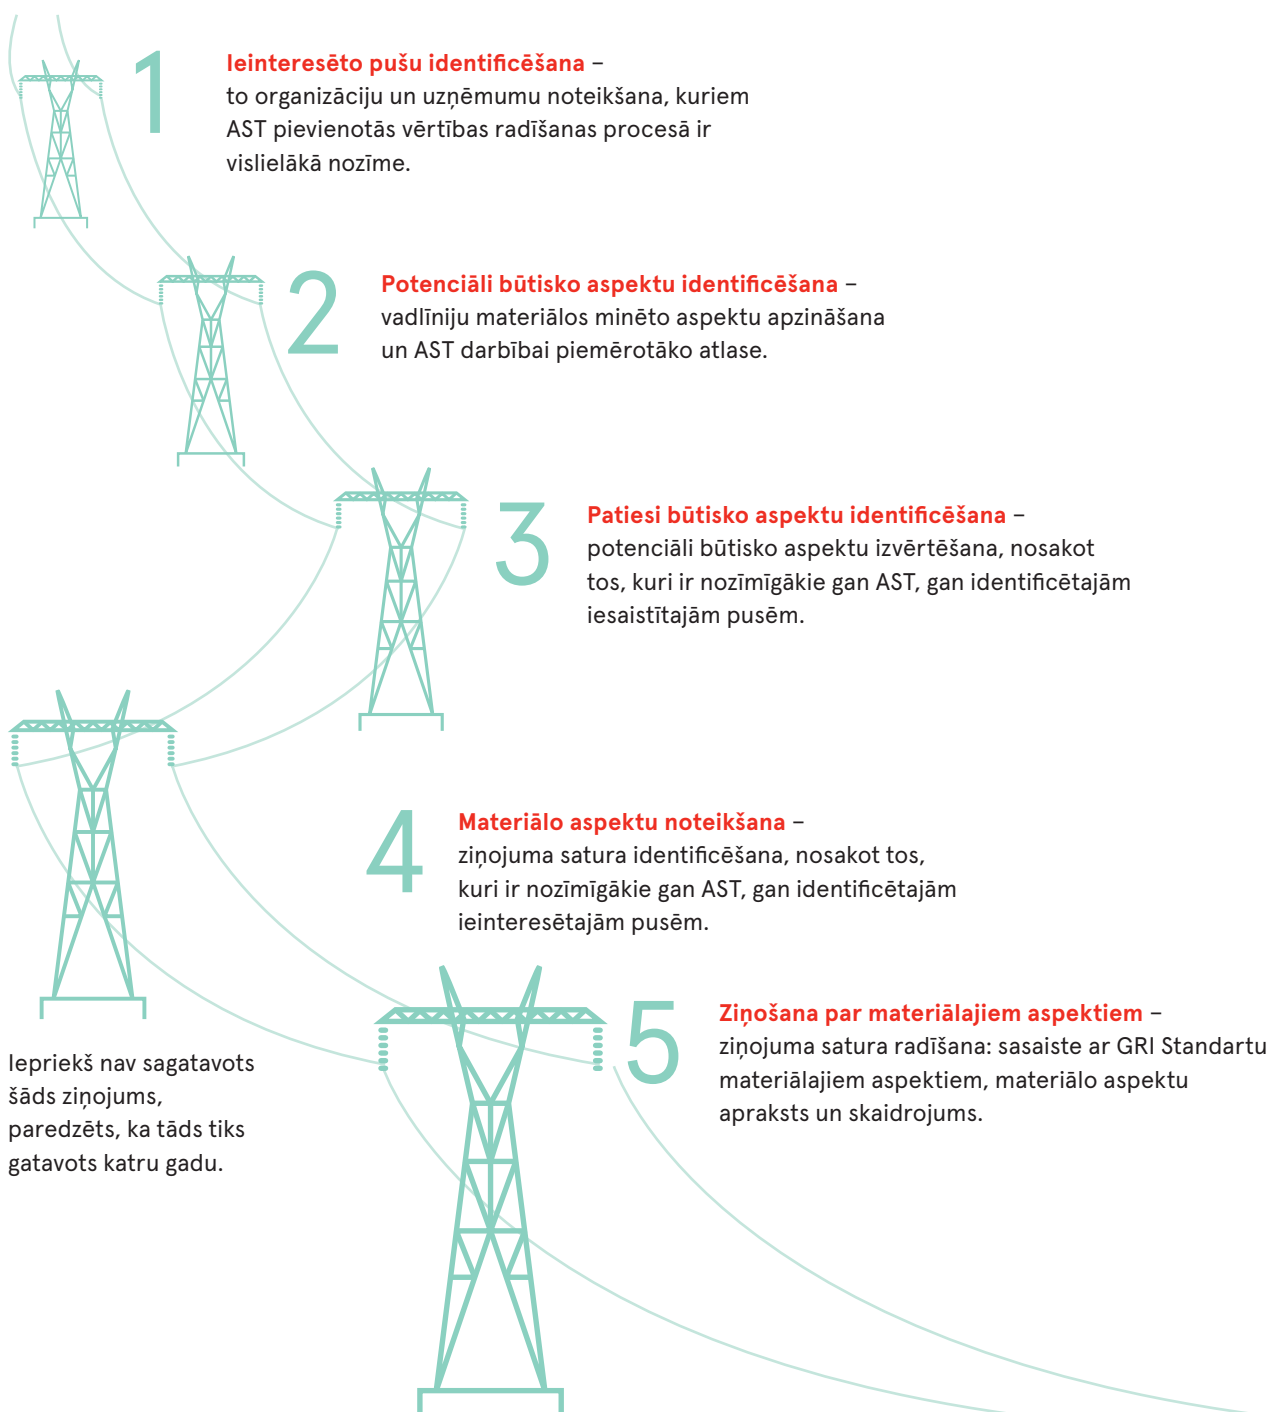 1
Ieinteresēto pušu identificēšana –
to organizāciju un uzņēmumu noteikšana, kuriem
AST pievienotās vērtības radīšanas procesā ir
vislielākā nozīme.
2
Potenciāli būtisko aspektu identificēšana –
vadlīniju materiālos minēto aspektu apzināšana
un AST darbībai piemērotāko atlase.
3
Patiesi būtisko aspektu identificēšana –
potenciāli būtisko aspektu izvērtēšana, nosakot
tos, kuri ir nozīmīgākie gan AST, gan identificētajām
iesaistītajām pusēm.
4
Materiālo aspektu noteikšana –
ziņojuma satura identificēšana, nosakot tos,
kuri ir nozīmīgākie gan AST, gan identificētajām
ieinteresētajām pusēm.
5
Ziņošana par materiālajiem aspektiem –
ziņojuma satura radīšana: sasaiste ar GRI Standartu
materiālajiem aspektiem, materiālo aspektu
apraksts un skaidrojums.
Iepriekš nav sagatavots
šāds ziņojums,
paredzēts, ka tāds tiks
gatavots katru gadu.